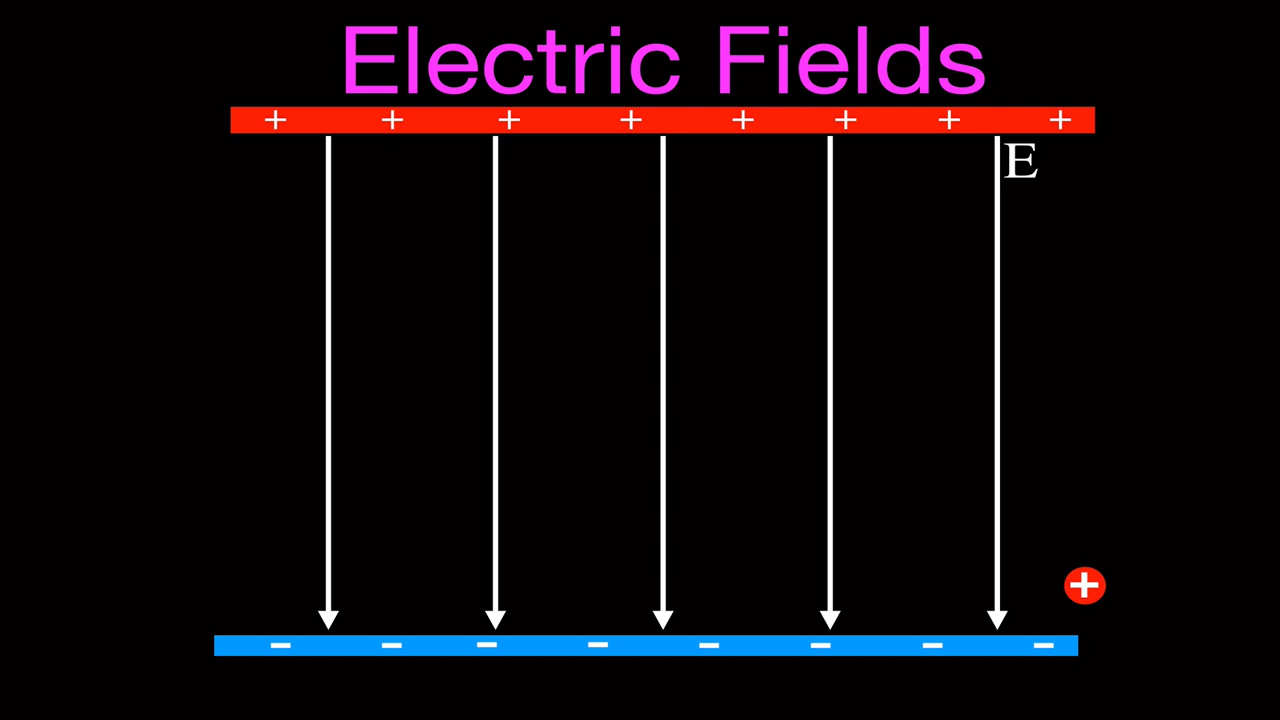 Electric Fields
+ + + + + + + +
E
+
- - - - - - - -